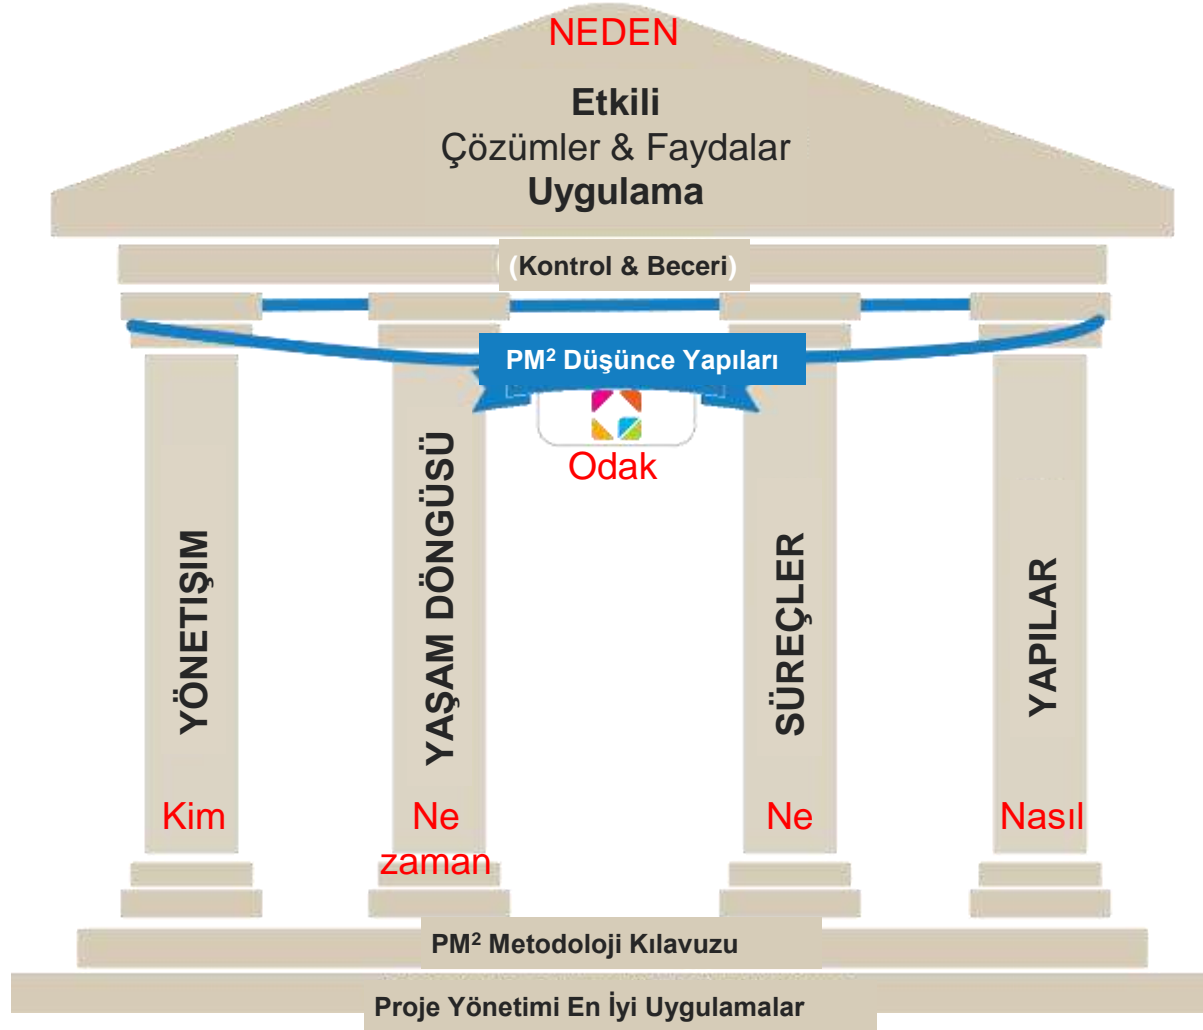 NEDEN
Etkili
Çözümler & Faydalar
Uygulama
(Kontrol & Beceri)
PM² Düşünce Yapıları
Odak
YÖNETIŞIM
YAŞAM DÖNGÜSÜ
SÜREÇLER
YAPILAR
Kim
Ne
zaman
Ne
Nasıl
PM² Metodoloji Kılavuzu
Proje Yönetimi En İyi Uygulamalar